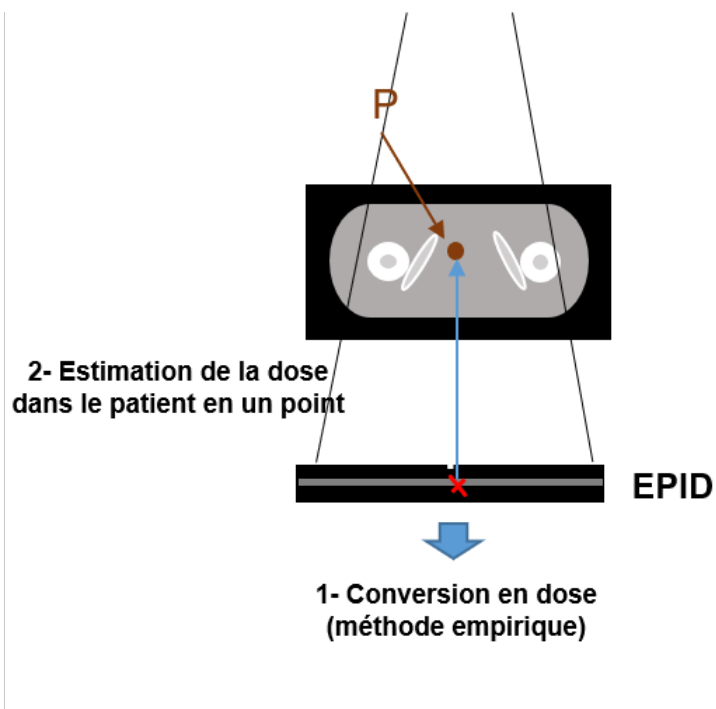 P
2- Estimation de la dose
dans le patient en un point
EPID
1- Conversion en dose
(méthode empirique)